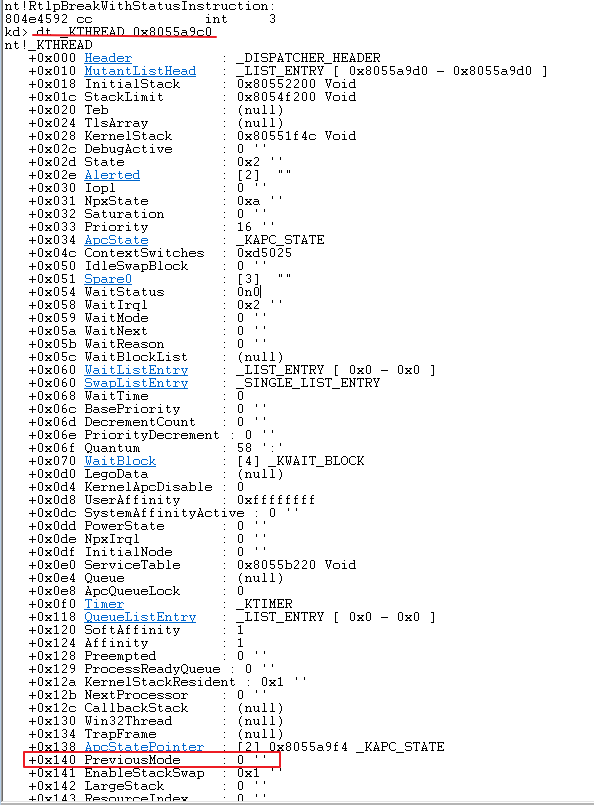 nt!RtlpBreakWithStatusInstruction:
804e4592 cc int 3
kd> dt _KTHREAD 0x8055a9c0
nt!_KTHREAD
+0x000 Header : _DISPATCHER_HEADER
+0x010 MutantListHead : _LIST_ENTRY [ 0x8055a9d0 - 0x8055a9d0 ]
+0x018 InitialStack : 0x80552200 Void
+0x01c StackLimit : 0x8054f200 Void
+0x020 Teb : (null)
+0x024 TlsArray : (null)
+0x028 KernelStack : 0x80551f4c Void
+0x02c DebugActive : 0 ''
+0x02d State : 0x2 ''
+0x02e Alerted : [2] ""
+0x030 Iopl : 0 ''
+0x031 NpxState : 0xa ''
+0x032 Saturation : 0 ''
+0x033 Priority : 16 ''
+0x034 ApcState : _KAPC_STATE
+0x04c ContextSwitches : 0xd5025
+0x050 IdleSwapBlock : 0 ''
+0x051 Spare0 : [3] ""
+0x054 WaitStatus : 0n0
+0x058 WaitIrql : 0x2 ''
+0x059 WaitMode : 0 ''
+0x05a WaitNext : 0 ''
+0x05b WaitReason : 0 ''
+0x05c WaitBlockList : (null)
+0x060 WaitListEntry : _LIST_ENTRY [ 0x0 - 0x0 ]
+0x060 SwapListEntry : _SINGLE_LIST_ENTRY
+0x068 WaitTime : 0
+0x06c BasePriority : 0 ''
+0x06d DecrementCount : 0 ''
+0x06e PriorityDecrement : 0 ''
+0x06f Quantum : 58 ':'
+0x070 WaitBlock : [4] _KWAIT_BLOCK
+0x0d0 LegoData : (null)
+0x0d4 KernelApcDisable : 0
+0x0d8 UserAffinity : 0xffffffff
+0x0dc SystemAffinityActive : 0 ''
+0x0dd PowerState : 0 ''
+0x0de NpxIrql : 0 ''
+0x0df InitialNode : 0 ''
+0x0e0 ServiceTable : 0x8055b220 Void
+0x0e4 Queue : (null)
+0x0e8 ApcQueueLock : 0
+0x0f0 Timer : _KTIMER
+0x118 QueueListEntry : _LIST_ENTRY [ 0x0 - 0x0 ]
+0x120 SoftAffinity : 1
+0x124 Affinity : 1
+0x128 Preempted : 0 ''
+0x129 ProcessReadyQueue : 0 ''
+0x12a KernelStackResident : 0x1 ''
+0x12b NextProcessor : 0 ''
+0x12c CallbackStack : (null)
+0x130 Win32Thread : (null)
+0x134 TrapFrame : (null)
+0x138 ApcStatePointer : [2] 0x8055a9f4 _KAPC_STATE
+0x140 PreviousMode : 0 ''
+0x141 EnableStackSwap : 0x1 ''
+0x142 LargeStack : 0 ''
+0x143 ResourceIndex : 0 ''